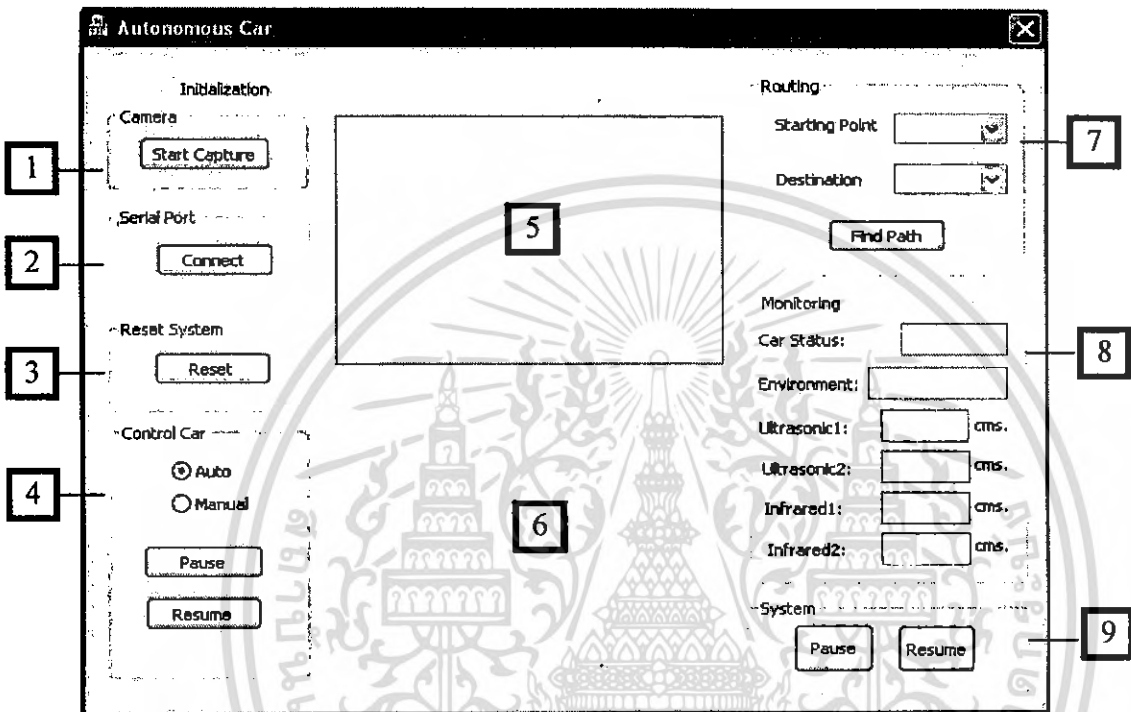 Autonomous Car
Initialization
Camera
Start Capture
1
Serial Port
Connect
2
Reset System
Reset
3
Control Car
Auto
Manual
4
Pause
Resume
5
6
Routing
Starting Point
7
Destination
Find Path
Monitoring
Car Status:
8
Environment:
Ultrasonic1: cms.
Ultrasonic2: cms.
Infrared1: cms.
Infrared2: cms.
System
Pause Resume
9